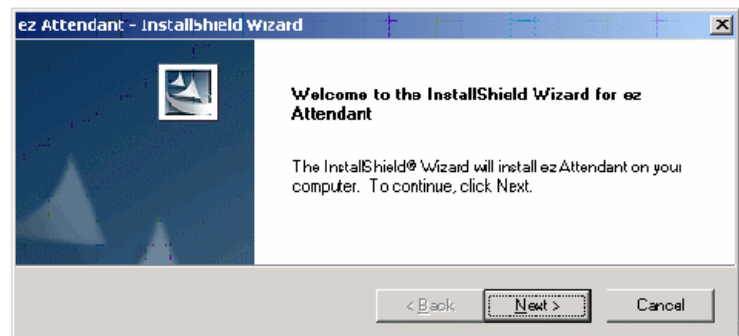 ez Attendant - InstallShield Wizard
Welcome to the InstallShield Wizard for ez
Attendant
The InstallShield® Wizard will install ez Attendant on your
computer. To continue, click Next.
< Back
Next >
Cancel